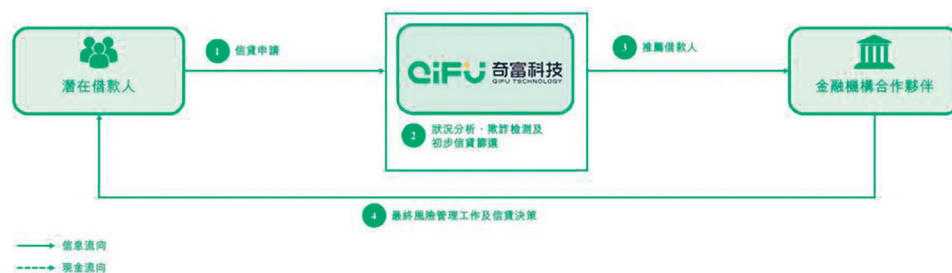 潛在借款人
1 信貸申請
QiFU 奇富科技
QIFU TECHNOLOGY
2 狀況分析、欺詐檢測及
初步信貸篩選
3 推薦借款人
金融機構合作夥伴
4 最終風險管理工作及信貸決策
信息流向
現金流向